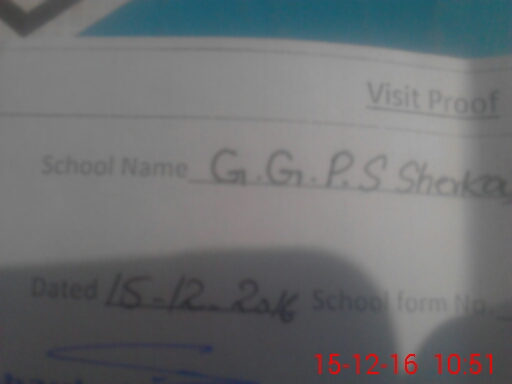 Visit Proof
School Name G.G.P.S
Dated 15-12-2016 School form No.
15-12-16 10:51